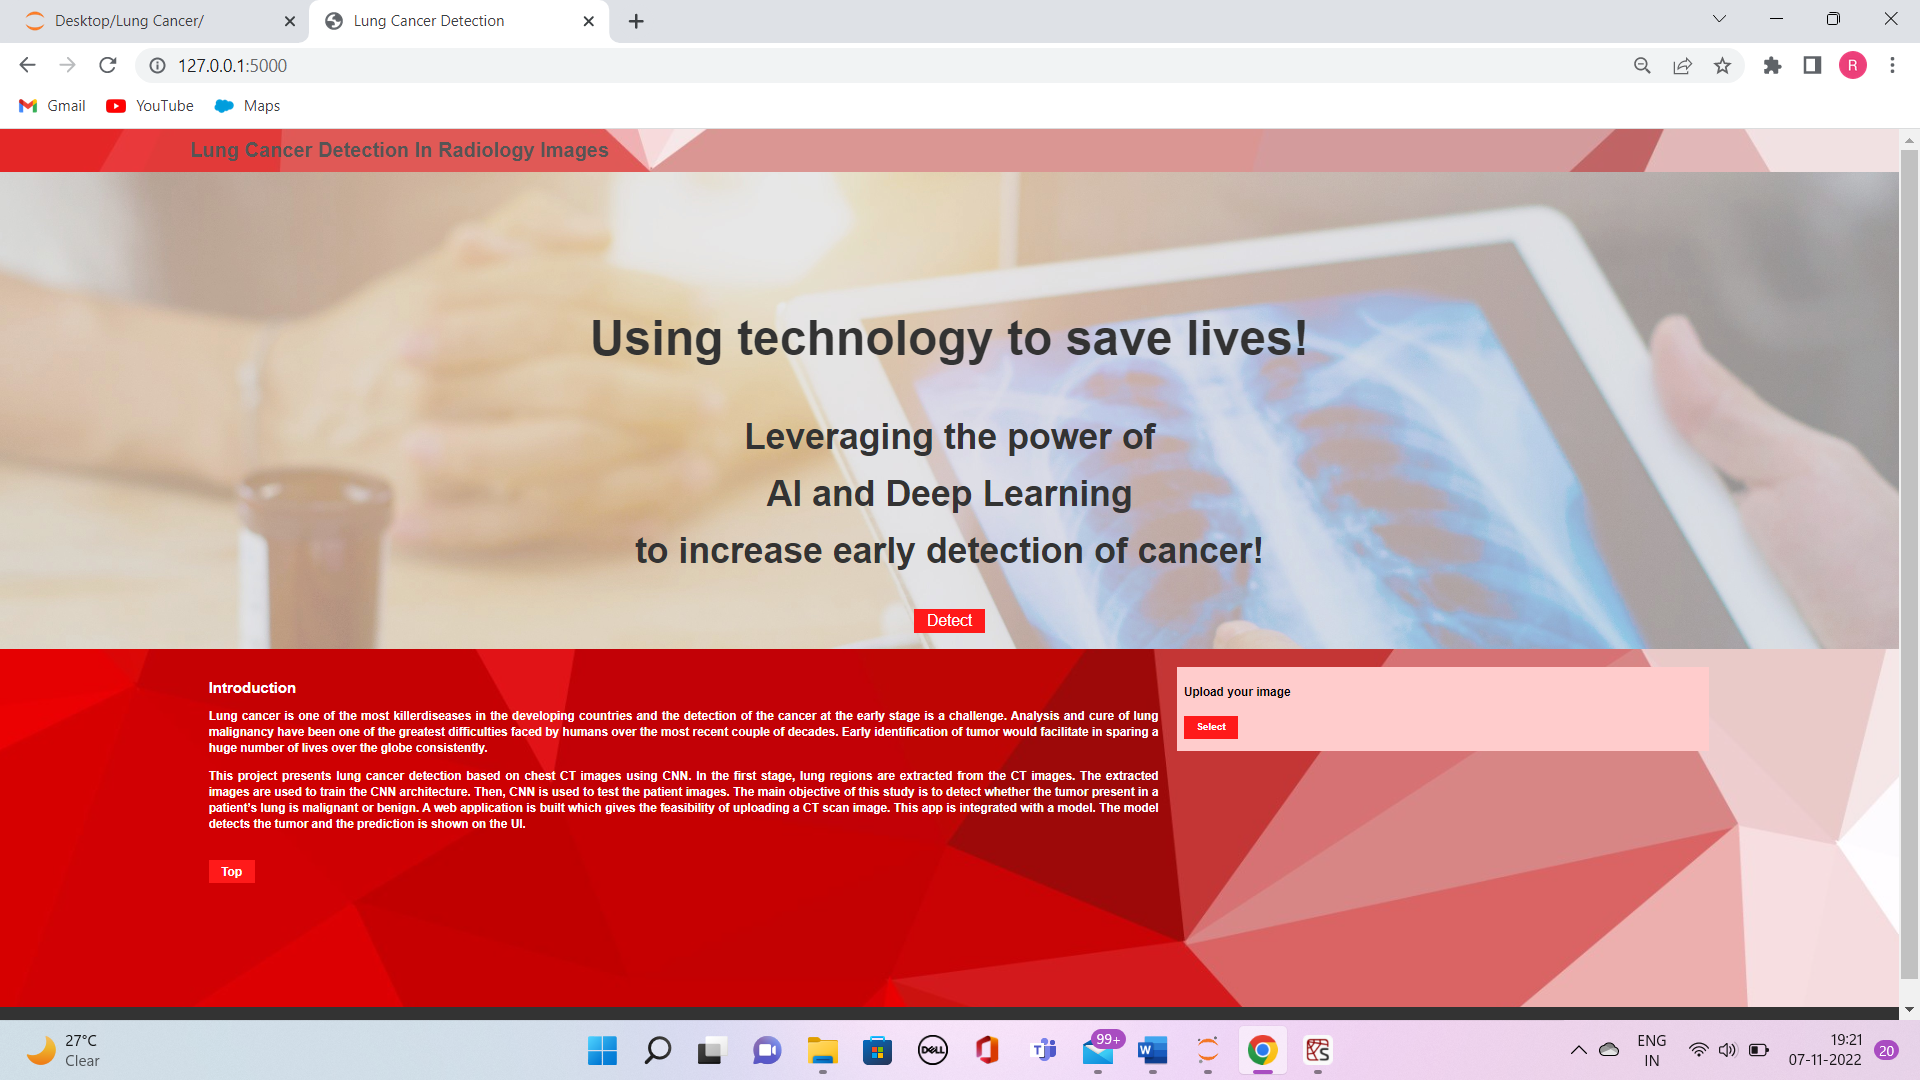 Desktop/Lung Cancer/
Lung Cancer Detection
127.0.0.1:5000
R
Gmail
YouTube
Maps
Lung Cancer Detection In Radiology Images
Using technology to save lives!
Leveraging the power of
AI and Deep Learning
to increase early detection of cancer!
Detect
Introduction
Lung cancer is one of the most killerdiseases in the developing countries and the detection of the cancer at the early stage is a challenge. Analysis and cure of lung
malignancy have been one of the greatest difficulties faced by humans over the most recent couple of decades. Early identification of tumor would facilitate in sparing a
huge number of lives over the globe consistently.
This project presents lung cancer detection based on chest CT images using CNN. In the first stage, lung regions are extracted from the CT images. The extracted
images are used to train the CNN architecture. Then, CNN is used to test the patient images. The main objective of this study is to detect whether the tumor present in a
patient's lung is malignant or benign. A web application is built which gives the feasibility of uploading a CT scan image. This app is integrated with a model. The model
detects the tumor and the prediction is shown on the UI.
Top
Upload your image
Select
27°C
Clear
DELL
99+
ENG
IN
19:21
07-11-2022
20